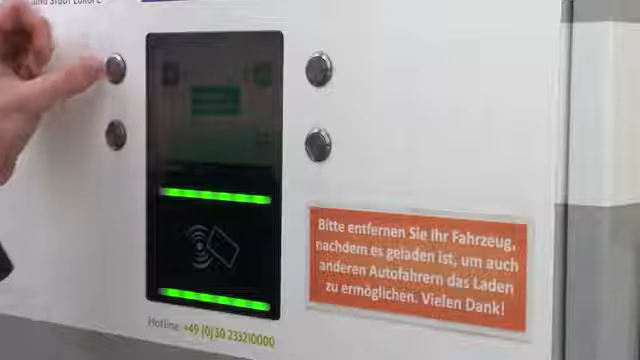 Bitte entfernen Sie Ihr Fahrzeug,
nachdem es geladen ist, um auch
anderen Autofahrern das Laden
zu ermöglichen. Vielen Dank!
Hotline +49 (0)30 233210000